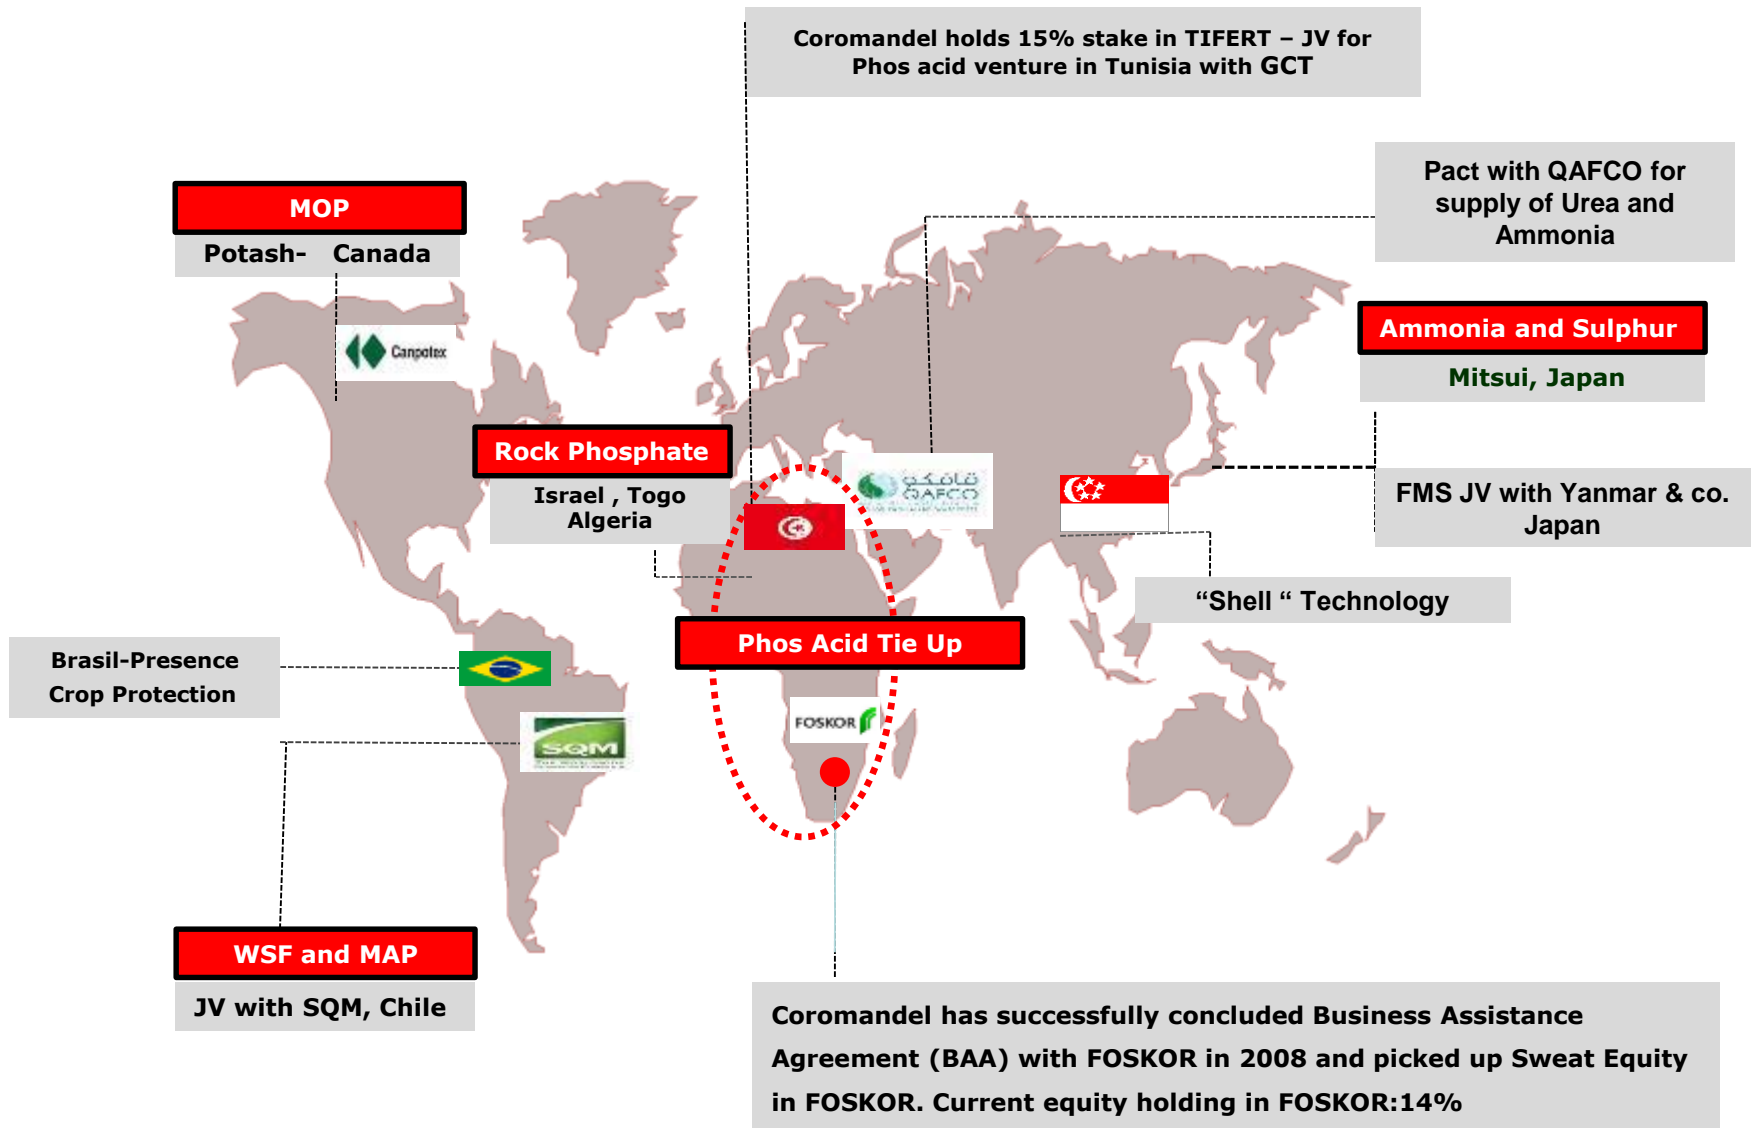 Coromandel holds 15% stake in TIFERT – JV for
Phos acid venture in Tunisia with GCT
Pact with QAFCO for
supply of Urea and
Ammonia
MOP
Potash- Canada
Canpotex
Ammonia and Sulphur
Mitsui, Japan
Rock Phosphate
Israel , Togo
Algeria
قافكو
QAFCO
FMS JV with Yanmar & co.
Japan
“Shell “ Technology
Phos Acid Tie Up
Brasil-Presence
Crop Protection
FOSKOR
SQM
WSF and MAP
JV with SQM, Chile
Coromandel has successfully concluded Business Assistance
Agreement (BAA) with FOSKOR in 2008 and picked up Sweat Equity
in FOSKOR. Current equity holding in FOSKOR:14%